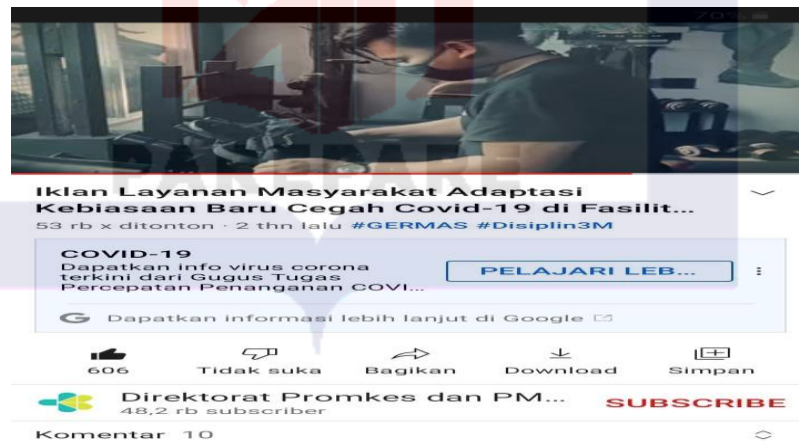 70%
PAREPARE
Iklan Layanan Masyarakat Adaptasi
Kebiasaan Baru Cegah Covid-19 di Fasilit...
53 rb x ditonton · 2 thn lalu #GERMAS #Disiplin3M
COVID-19
Dapatkan info virus corona
terkini dari Gugus Tugas
Percepatan Penanganan COVI...
PELAJARI LEB...
G Dapatkan informasi lebih lanjut di Google
606
Tidak suka
Bagikan
Download
Simpan
Direktorat Promkes dan PM...
48,2 rb subscriber
SUBSCRIBE
Komentar 10